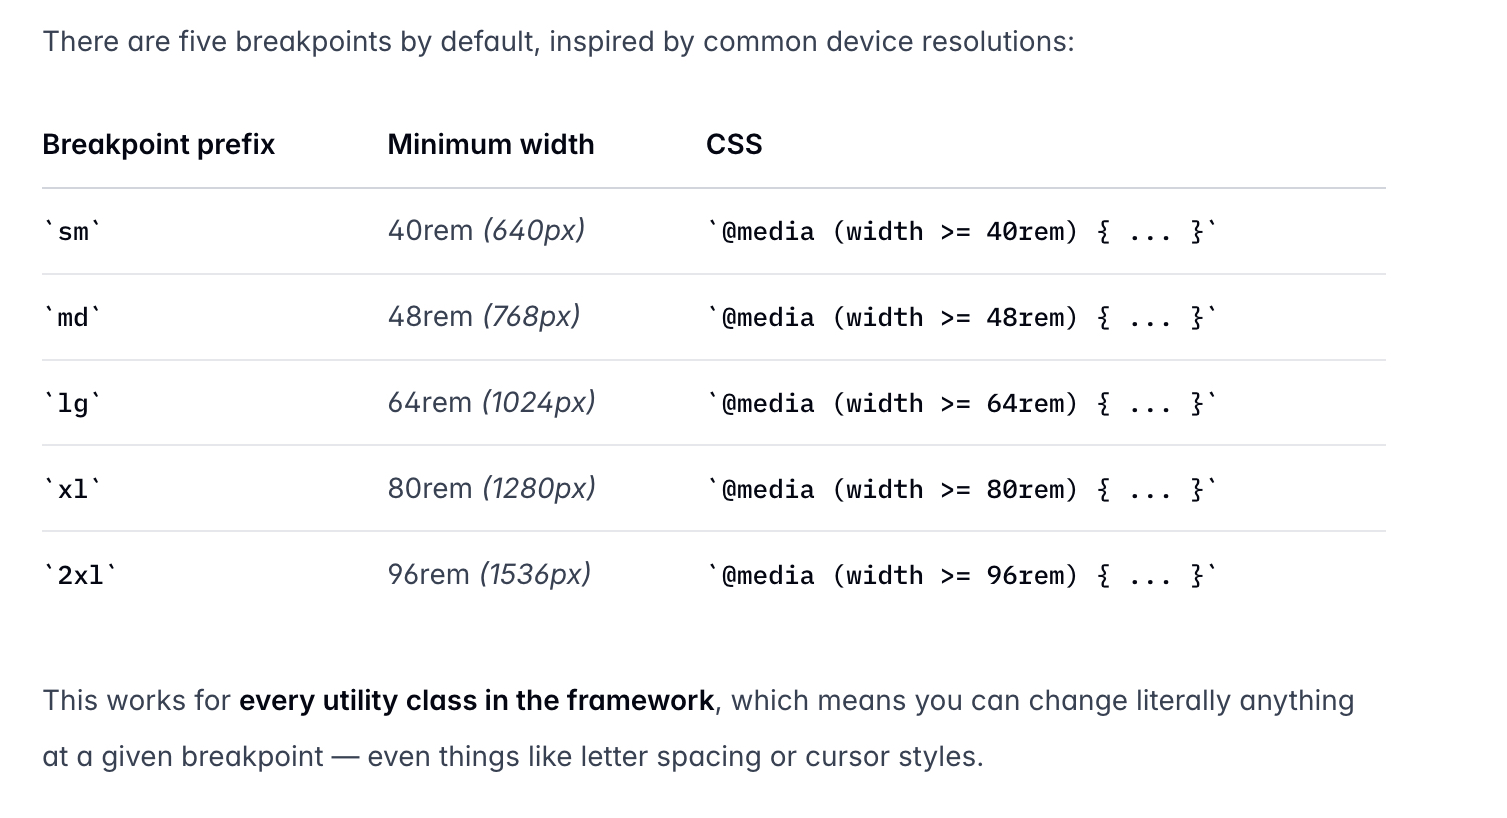 There are five breakpoints by default, inspired by common device resolutions:
Breakpoint prefix Minimum width CSS
`sm` 40rem (640px) `@media (width >= 40rem) { ... }`
`md` 48rem (768px) `@media (width >= 48rem) { ... }`
`lg` 64rem (1024px) `@media (width >= 64rem) { ... }`
`xl` 80rem (1280px) `@media (width >= 80rem) { ... }`
`2xl` 96rem (1536px) `@media (width >= 96rem) { ... }`
This works for every utility class in the framework, which means you can change literally anything
at a given breakpoint — even things like letter spacing or cursor styles.